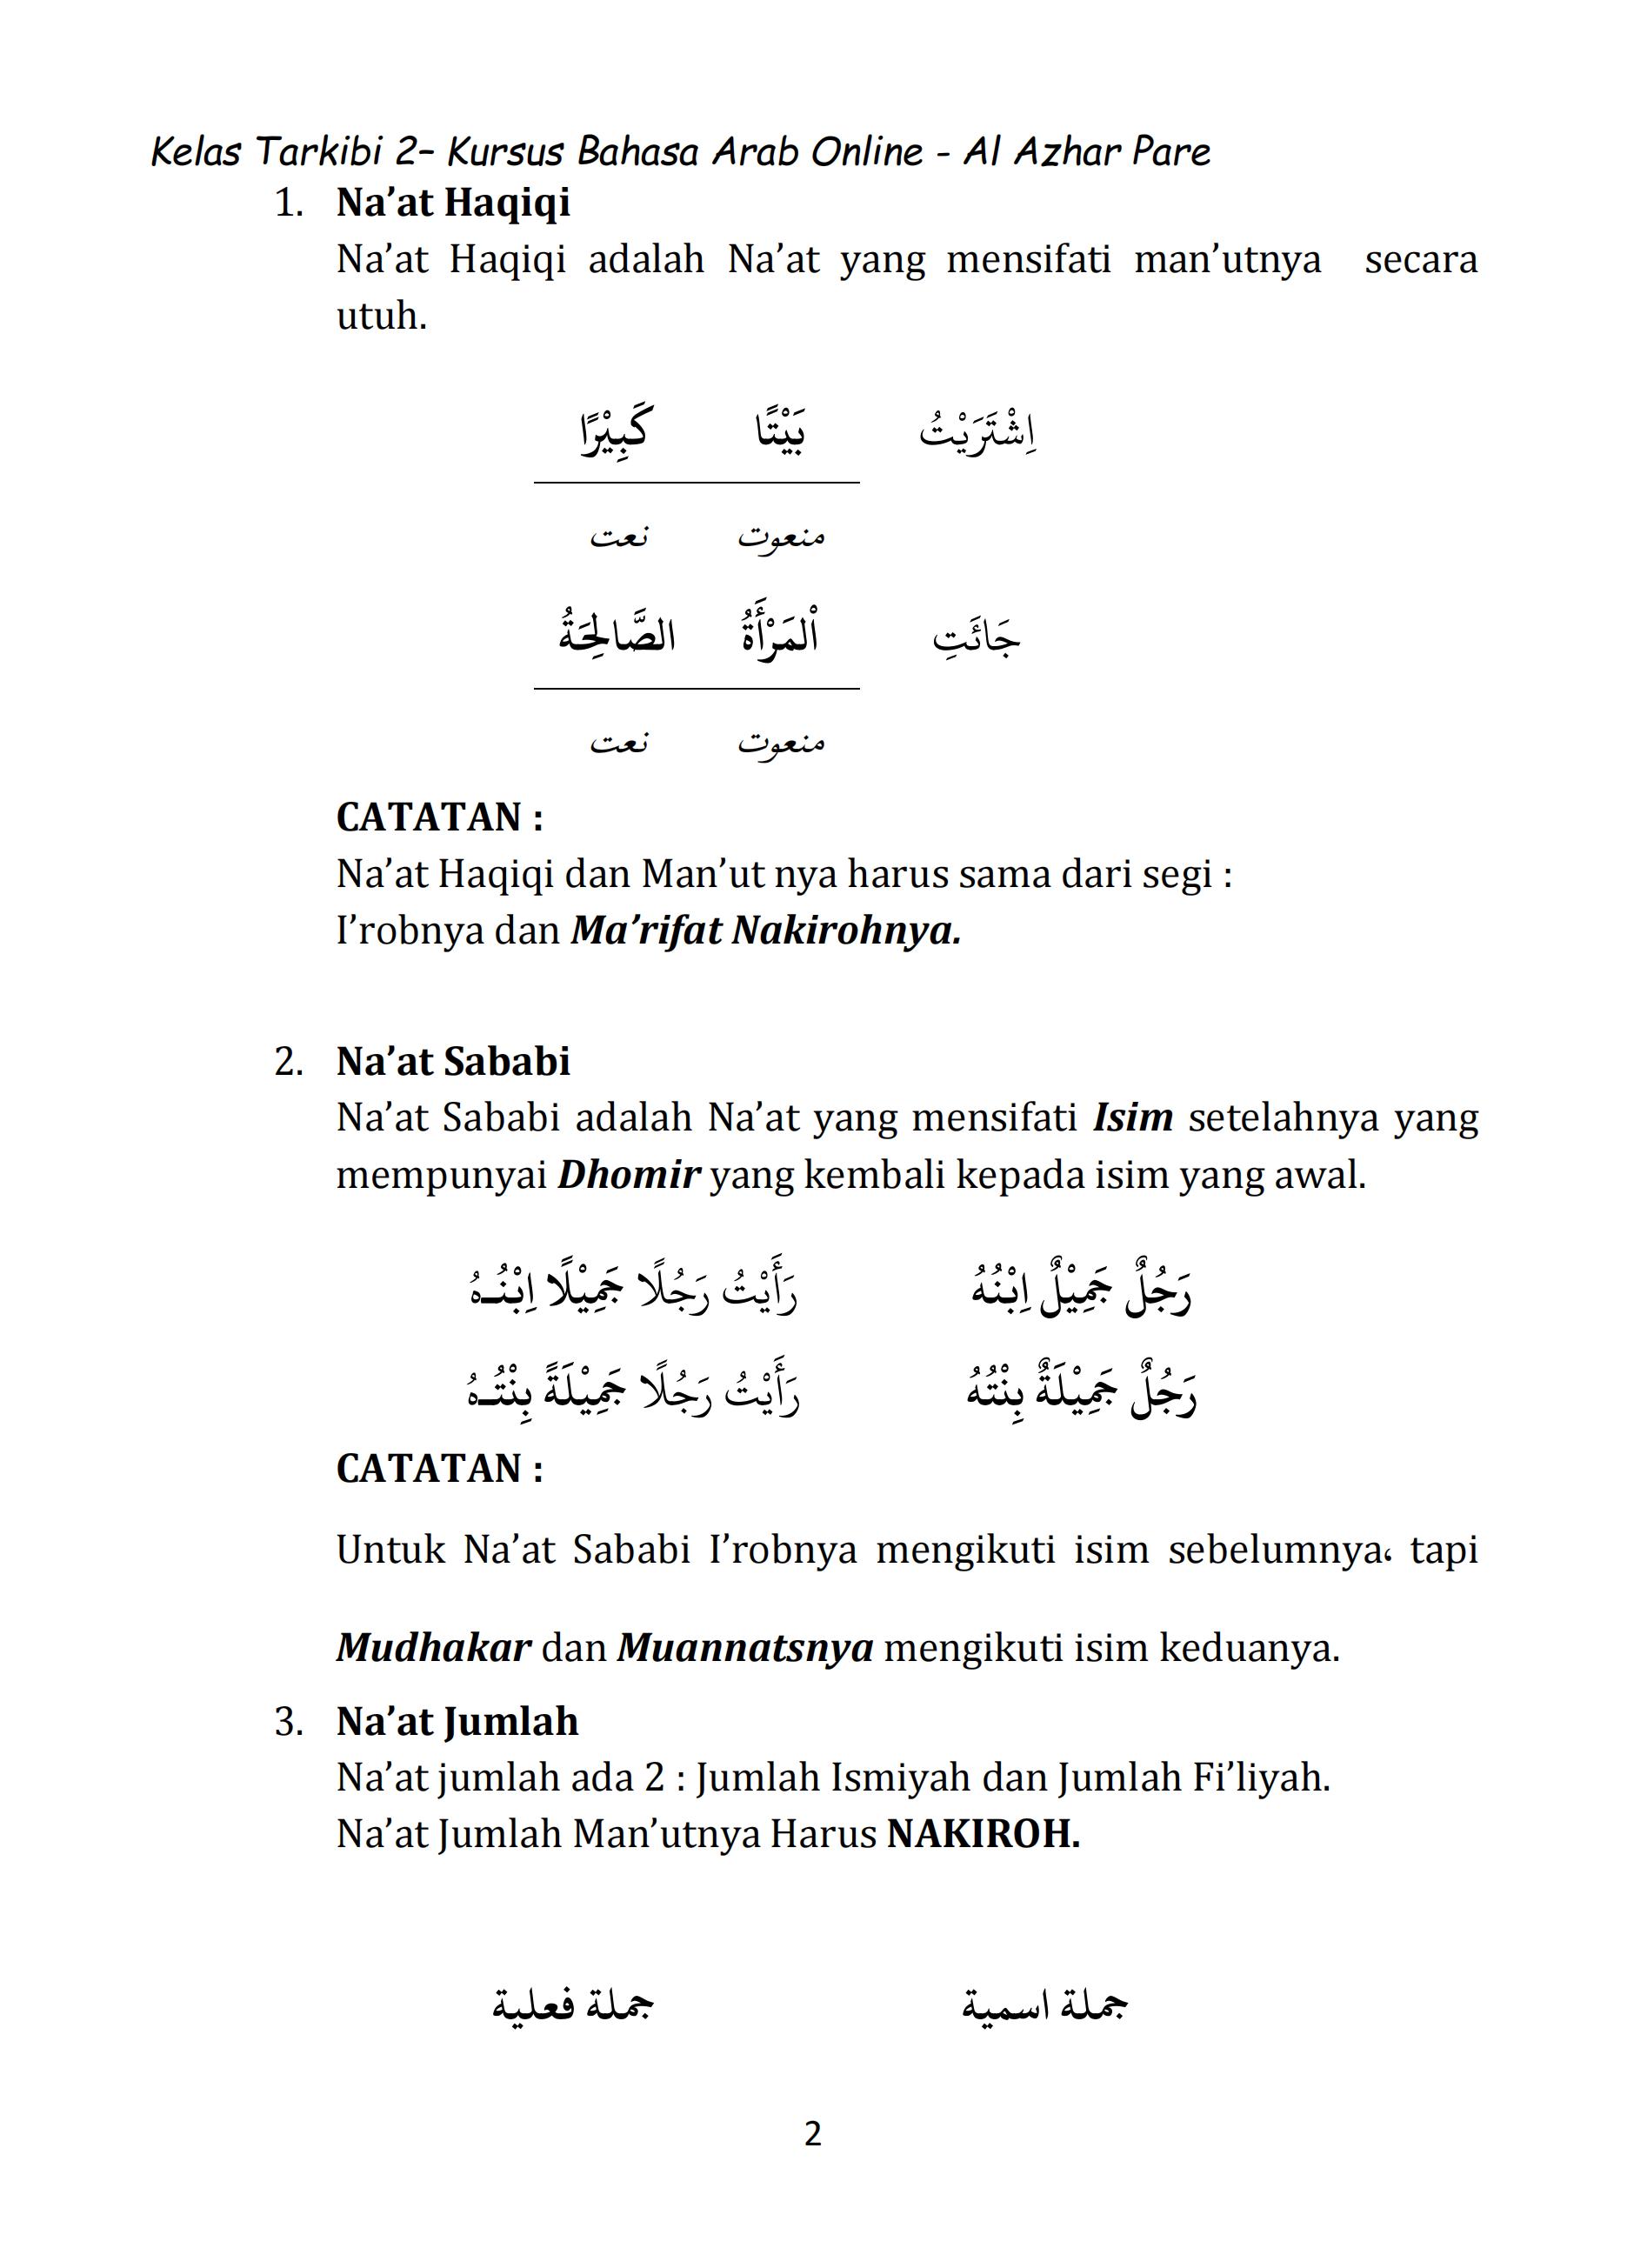 Kelas Tarkibi 2– Kursus Bahasa Arab Online - Al Azhar Pare
1. Na’at Haqiqi
Na’at Haqiqi adalah Na’at yang mensifati man’utnya secara
utuh.
اِشْتَرَيْتُ بَيْتًا كَبِيْرًا
منعوت نعت
جَائَتِ اْلمَرْأَةُ الصَّالِحَةُ
منعوت نعت
CATATAN :
Na’at Haqiqi dan Man’ut nya harus sama dari segi :
I’robnya dan Ma’rifat Nakirohnya.
2. Na’at Sababi
Na’at Sababi adalah Na’at yang mensifati Isim setelahnya yang
mempunyai Dhomir yang kembali kepada isim yang awal.
رَجُلٌ جَمِيْلٌ اِبْنُهُ رَأَيْتُ رَجُلًا جَمِيْلًا اِبْنُـهُ
رَجُلٌ جَمِيْلَةٌ بِنْتُهُ رَأَيْتُ رَجُلًا جَمِيْلَةً بِنْتُـهُ
CATATAN :
Untuk Na’at Sababi I’robnya mengikuti isim sebelumnya، tapi
Mudhakar dan Muannatsnya mengikuti isim keduanya.
3. Na’at Jumlah
Na’at jumlah ada 2 : Jumlah Ismiyah dan Jumlah Fi’liyah.
Na’at Jumlah Man’utnya Harus NAKIROH.
جملة اسمية جملة فعلية
2